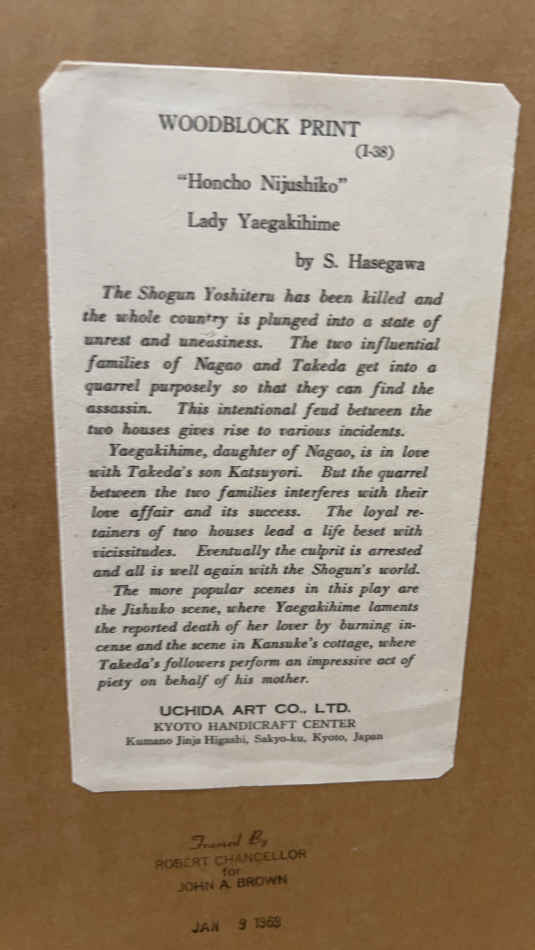 WOODBLOCK PRINT
(I-38)
"Honcho Nijushiko"
Lady Yaegakihime
by S. Hasegawa
The Shogun Yoshiteru has been killed and
the whole country is plunged into a state of
unrest and uneasiness. The two influential
families of Nagao and Takeda get into a
quarrel purposely so that they can find the
assassin. This intentional feud between the
two houses gives rise to various incidents.
Yaegakihime, daughter of Nagao, is in love
with Takeda's son Katsuyori. But the quarrel
between the two families interferes with their
love affair and its success. The loyal re-
tainers of two houses lead a life beset with
vicissitudes. Eventually the culprit is arrested
and all is well again with the Shogun's world.
The more popular scenes in this play are
the Jishuko scene, where Yaegakihime laments
the reported death of her lover by burning in-
cense and the scene in Kansuke's cottage, where
Takeda's followers perform an impressive act of
piety on behalf of his mother.
UCHIDA ART CO., LTD.
KYOTO HANDICRAFT CENTER
Kumano Jinja Higashi, Sakyo-ku, Kyoto, Japan
Framed By
ROBERT CHANCELLOR
for
JOHN A. BROWN
JAN 9 1968